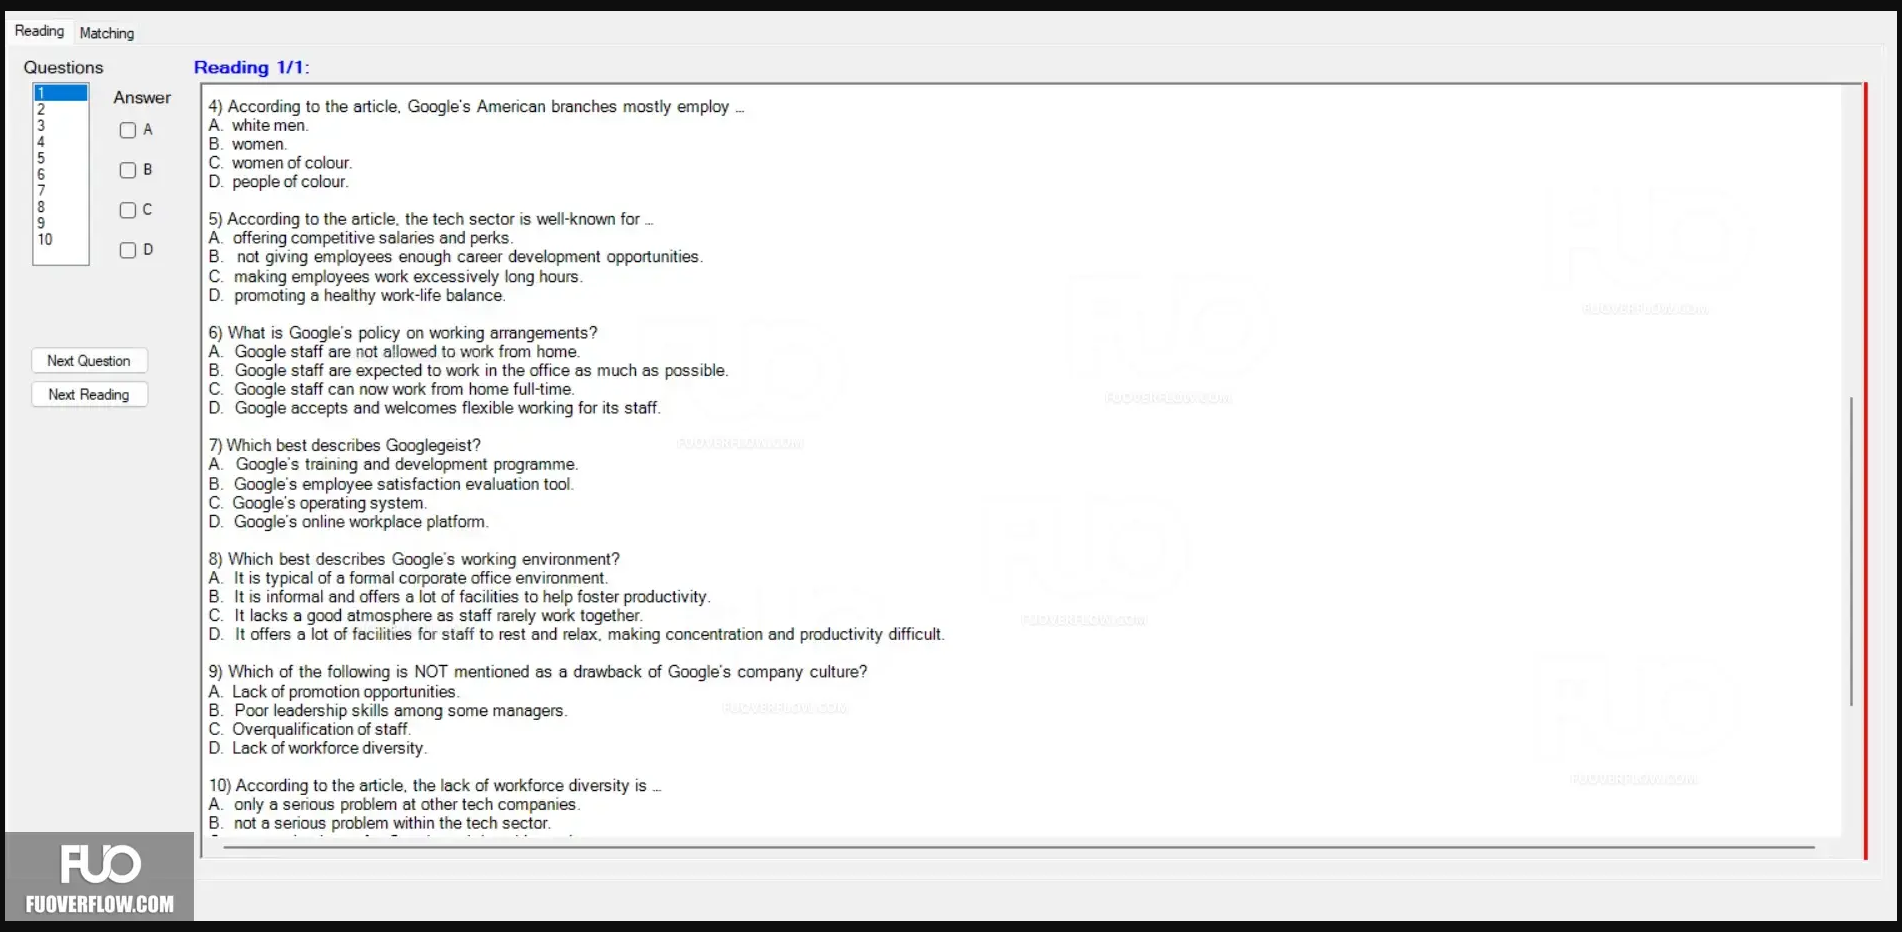 Reading
Matching
Questions
Reading 1/1:
1
2
3
4
5
6
7
8
9
10
Answer
A
B
C
D
Next Question
Next Reading
4) According to the article, Google's American branches mostly employ ...
A. white men.
B. women.
C. women of colour.
D. people of colour.
5) According to the article, the tech sector is well-known for ...
A. offering competitive salaries and perks.
B. not giving employees enough career development opportunities.
C. making employees work excessively long hours.
D. promoting a healthy work-life balance.
6) What is Google's policy on working arrangements?
A. Google staff are not allowed to work from home.
B. Google staff are expected to work in the office as much as possible.
C. Google staff can now work from home full-time.
D. Google accepts and welcomes flexible working for its staff.
7) Which best describes Googlegeist?
A. Google's training and development programme.
B. Google's employee satisfaction evaluation tool.
C. Google's operating system.
D. Google's online workplace platform.
8) Which best describes Google's working environment?
A. It is typical of a formal corporate office environment.
B. It is informal and offers a lot of facilities to help foster productivity.
C. It lacks a good atmosphere as staff rarely work together.
D. It offers a lot of facilities for staff to rest and relax, making concentration and productivity difficult.
9) Which of the following is NOT mentioned as a drawback of Google's company culture?
A. Lack of promotion opportunities.
B. Poor leadership skills among some managers.
C. Overqualification of staff.
D. Lack of workforce diversity.
10) According to the article, the lack of workforce diversity is ...
A. only a serious problem at other tech companies.
B. not a serious problem within the tech sector.
FUO
FUOVERFLOW.COM
FUOVERFLOW.COM
FUOVERFLOW.COM
FUOVERFLOW.COM
FUOVERFLOW.COM
FUOVERFLOW.COM
FUOVERFLOW.COM